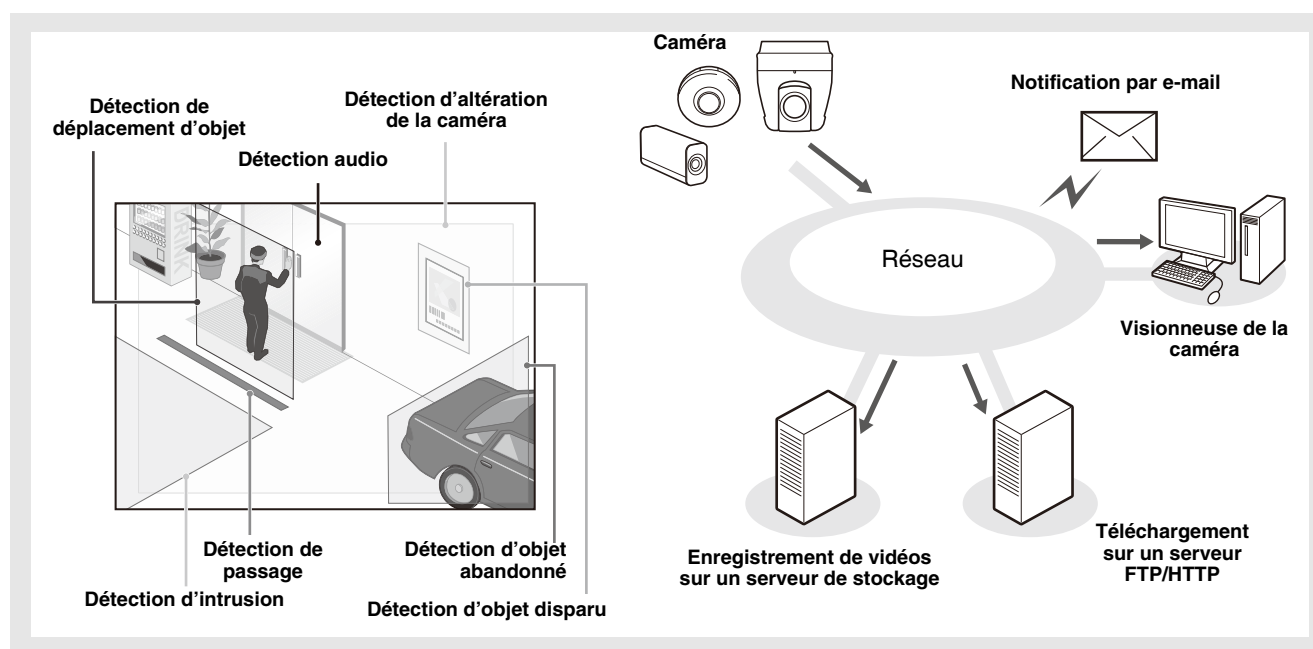 Détection de
déplacement d'objet
Détection d'altération
de la caméra
Détection audio
DRINK
Détection de
passage
Détection d'intrusion
Détection d'objet
abandonné
Détection d'objet disparu
Caméra
Notification par e-mail
Réseau
Visionneuse de la
caméra
Enregistrement de vidéos
sur un serveur de stockage
Téléchargement
sur un serveur
FTP/HTTP